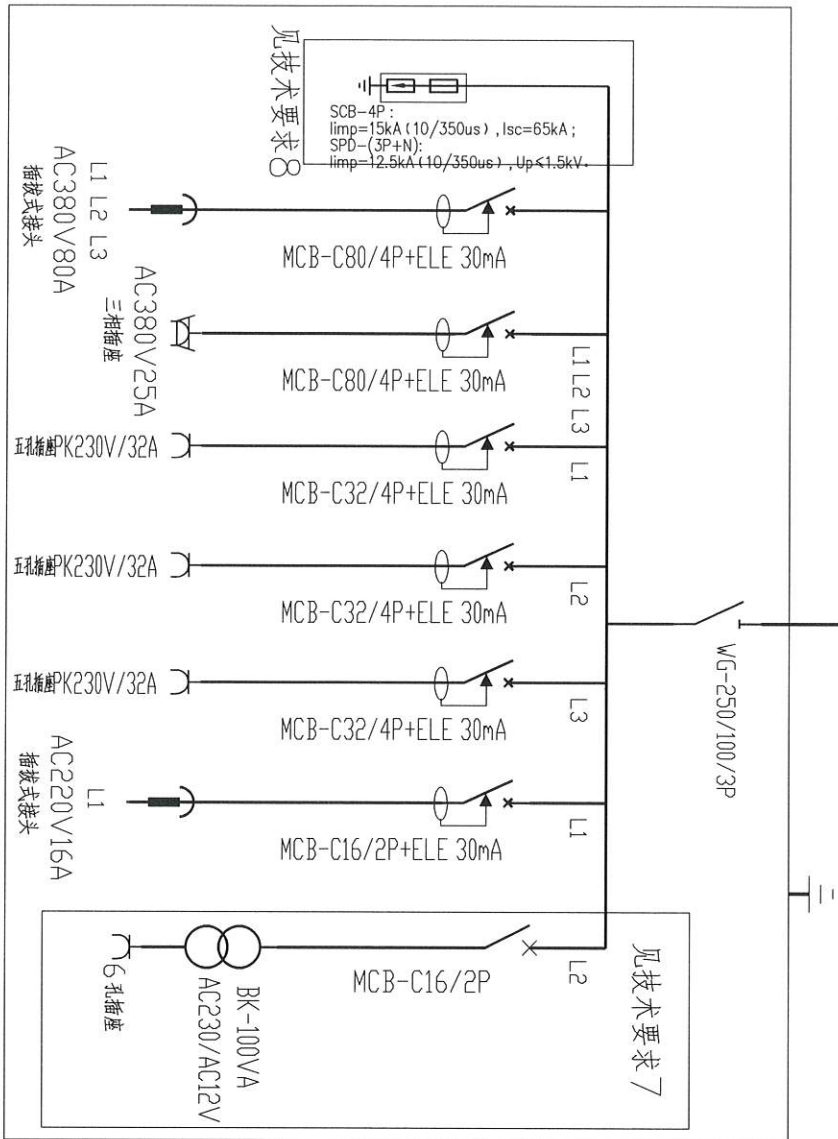 见技术要求8
SCB-4P:
Iimp=15kA(10/350us),Isc=65kA;
SPD-(3P+N):
Iimp=12.5kA(10/350us),Up<1.5kV.
L1 L2 L3
AC380V80A
插拔式接头
MCB-C80/4P+ELE 30mA
AC380V25A
三相插座
MCB-C80/4P+ELE 30mA
L1 L2 L3
五孔插座PK230V/32A
MCB-C32/4P+ELE 30mA
L1
五孔插座PK230V/32A
MCB-C32/4P+ELE 30mA
L2
WG-250/100/3P
五孔插座PK230V/32A
MCB-C32/4P+ELE 30mA
L3
L1
AC220V16A
插拔式接头
MCB-C16/2P+ELE 30mA
L1
见技术要求7
L2
MCB-C16/2P
BK-100VA
AC230/AC12V
6孔插座